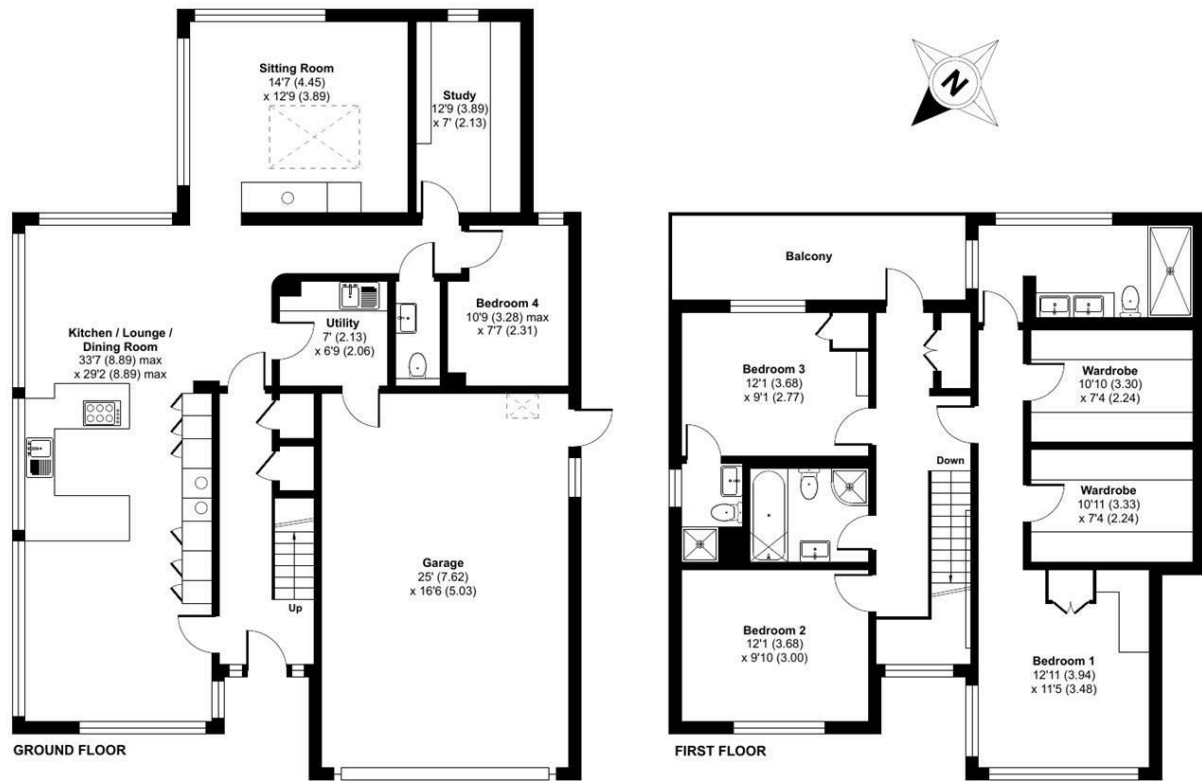 Sitting Room
14'7 (4.45)
x 12'9 (3.89)
Study
12'9 (3.89)
x 7' (2.13)
N
Kitchen / Lounge /
Dining Room
33'7 (8.89) max
x 29'2 (8.89) max
Utility
7' (2.13)
x 6'9 (2.06)
Bedroom 4
10'9 (3.28) max
x 7'7 (2.31)
Garage
25' (7.62)
x 16'6 (5.03)
Up
GROUND FLOOR
Balcony
Bedroom 3
12'1 (3.68)
x 9'1 (2.77)
Wardrobe
10'10 (3.30)
x 7'4 (2.24)
Down
Wardrobe
10'11 (3.33)
x 7'4 (2.24)
Bedroom 2
12'1 (3.68)
x 9'10 (3.00)
Bedroom 1
12'11 (3.94)
x 11'5 (3.48)
FIRST FLOOR